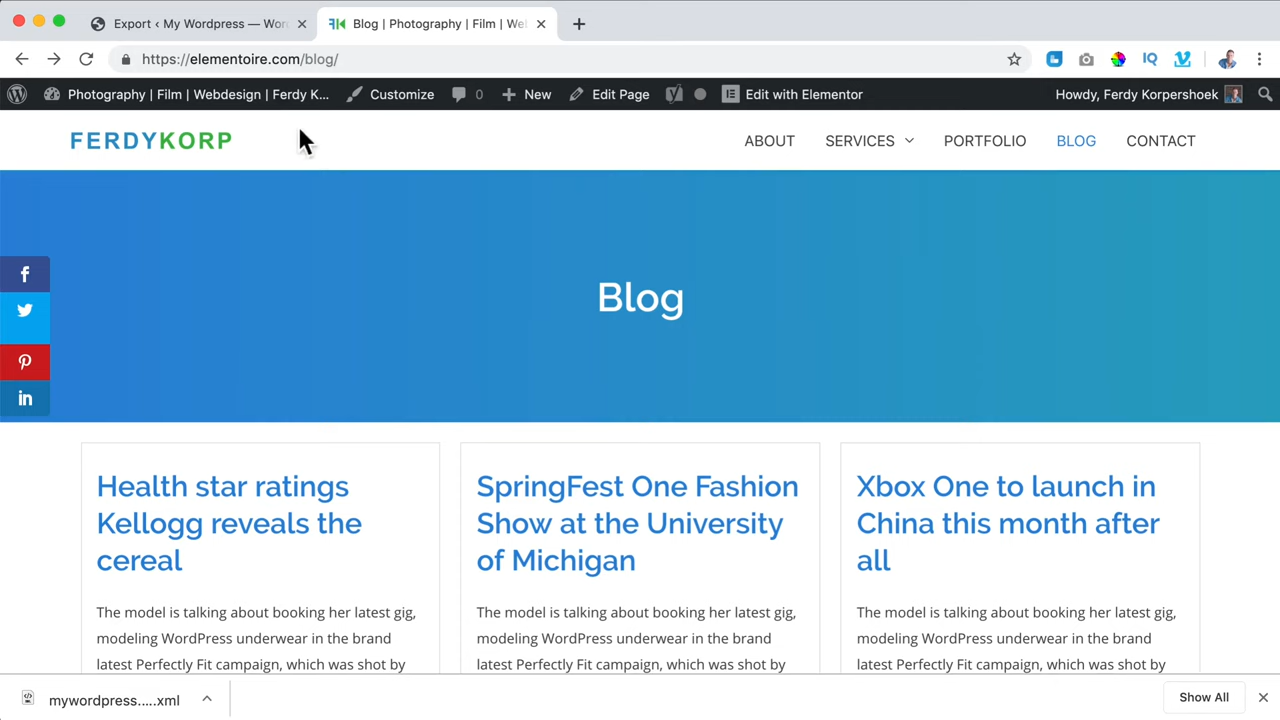 Export ‹ My Wordpress — Wor
Blog | Photography | Film | We
https://elementoire.com/blog/
Photography | Film | Webdesign | Ferdy K...
Customize
0
New
Edit Page
Edit with Elementor
Howdy, Ferdy Korpershoek
FERDYKORP
ABOUT
SERVICES
PORTFOLIO
BLOG
CONTACT
Blog
Health star ratings
Kellogg reveals the
cereal
The model is talking about booking her latest gig,
modeling WordPress underwear in the brand
latest Perfectly Fit campaign, which was shot by
SpringFest One Fashion
Show at the University
of Michigan
The model is talking about booking her latest gig,
modeling WordPress underwear in the brand
latest Perfectly Fit campaign, which was shot by
Xbox One to launch in
China this month after
all
The model is talking about booking her latest gig,
modeling WordPress underwear in the brand
latest Perfectly Fit campaign, which was shot by
mywordpress.....xml
Show All